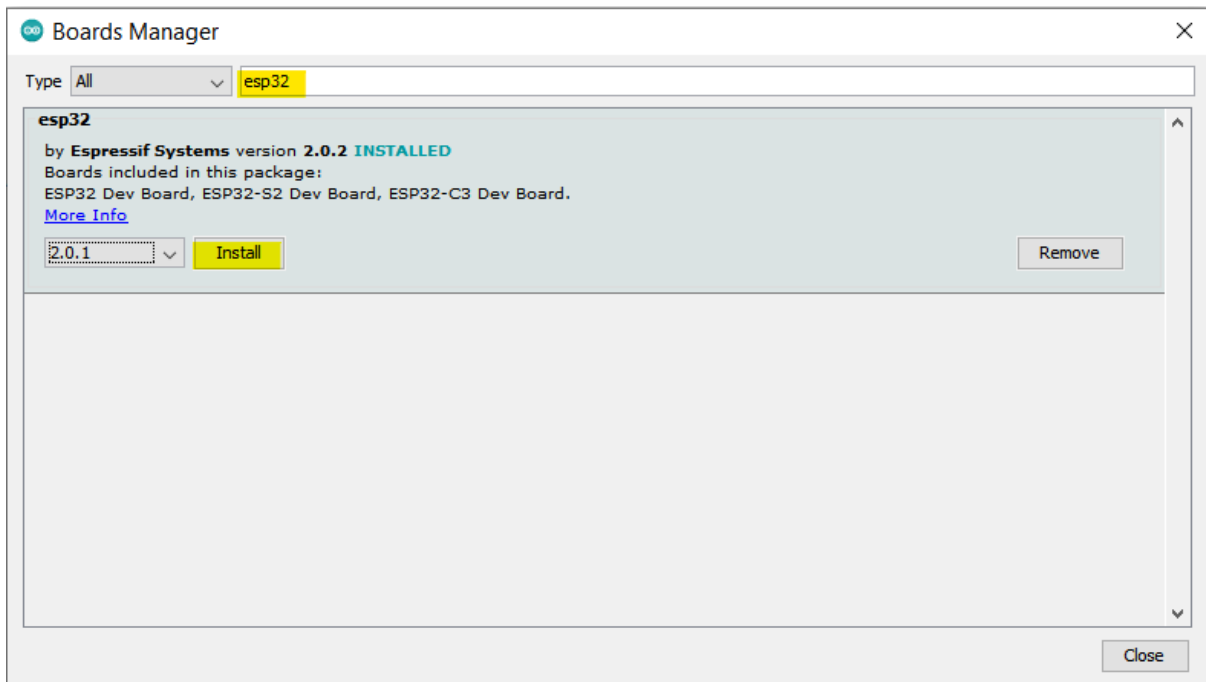 Boards Manager
Type All esp32
esp32
by Espressif Systems version 2.0.2 INSTALLED
Boards included in this package:
ESP32 Dev Board, ESP32-S2 Dev Board, ESP32-C3 Dev Board.
More Info
2.0.1 Install Remove
Close